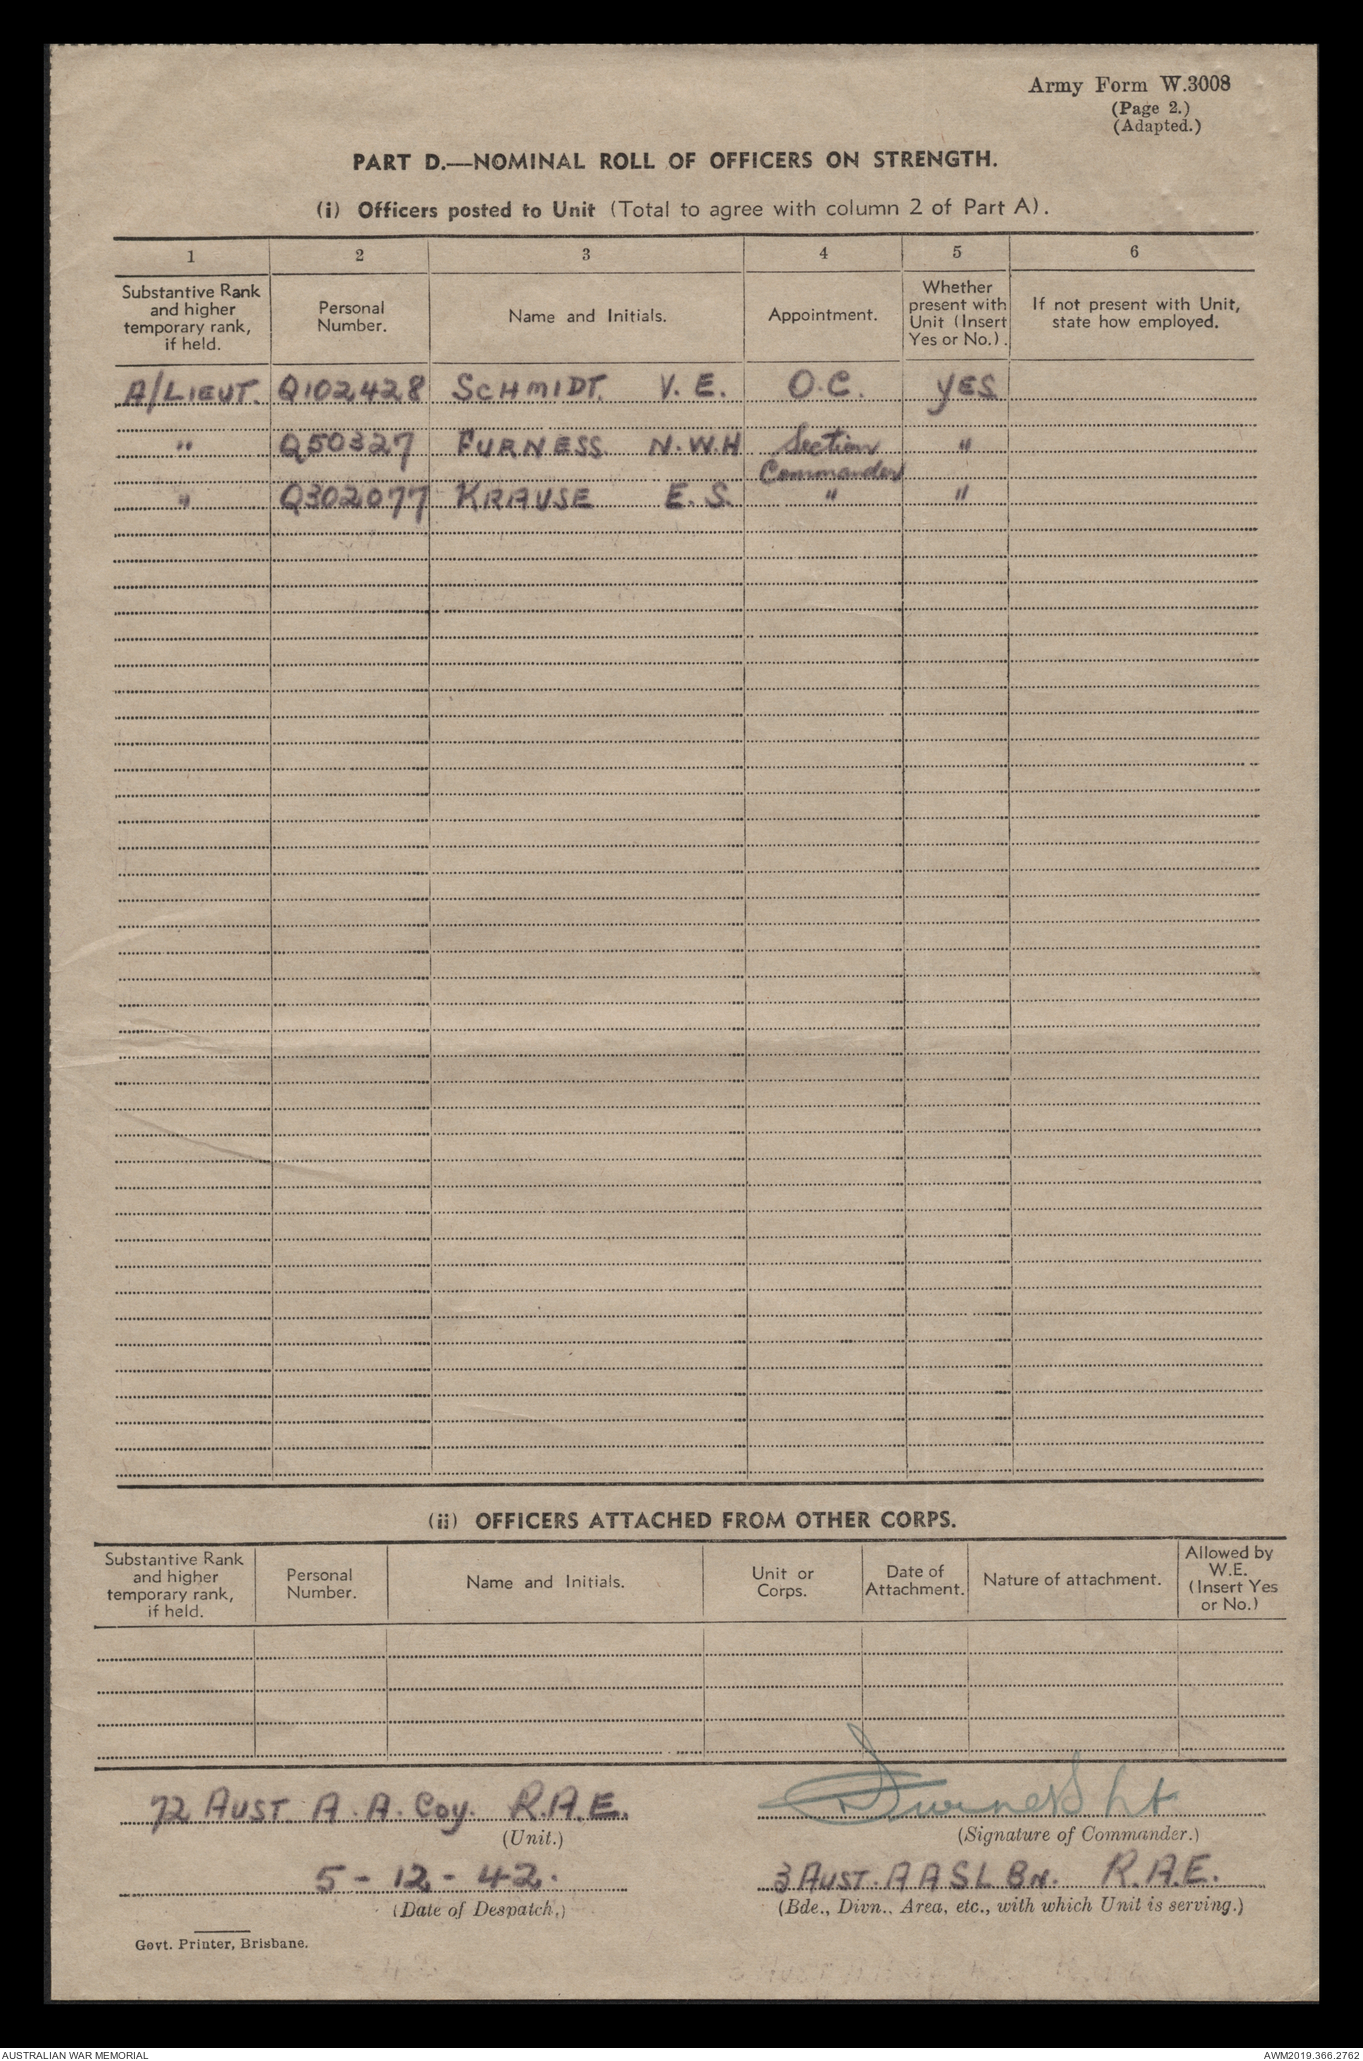 Army Form W.3008
(Page 2.)
(Adapted.)
PART D.—NOMINAL ROLL OF OFFICERS ON STRENGTH.
(i) Officers posted to Unit (Total to agree with column 2 of Part A).
1 2 3 4 5 6
Substantive Rank and higher temporary rank, if held. Personal Number. Name and Initials. Appointment. Whether present with Unit (Insert Yes or No.). If not present with Unit, state how employed.
A/LIEUT. Q102428 SCHMIDT. V. E. O.C. YES
" Q50327 FURNESS N.W.H Section Commander "
" Q302077 KRAUSE E. S. " "
(ii) OFFICERS ATTACHED FROM OTHER CORPS.
Substantive Rank and higher temporary rank, if held. Personal Number. Name and Initials. Unit or Corps. Date of Attachment. Nature of attachment. Allowed by W.E. (Insert Yes or No.)
72 AUST. A.A. Coy. R.A.E.
(Unit.)
(Signature of Commander.)
5-12-42.
3 AUST. AASL BN. R.A.E.
(Date of Despatch.)
(Bde., Divn., Area, etc., with which Unit is serving.)
Govt. Printer, Brisbane.
AUSTRALIAN WAR MEMORIAL
AWM2019.366.2762